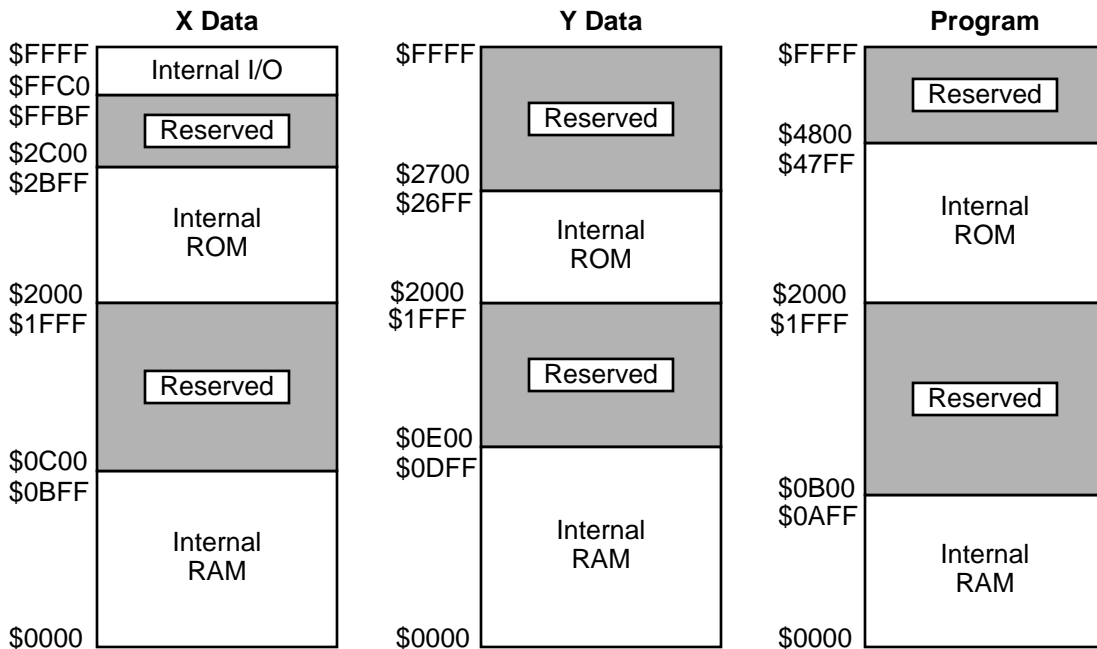 X Data
$FFFF
Internal I/O
$FFC0
$FFBF
Reserved
$2C00
$2BFF
Internal
ROM
$2000
$1FFF
Reserved
$0C00
$0BFF
Internal
RAM
$0000
Y Data
$FFFF
Reserved
$2700
$26FF
Internal
ROM
$2000
$1FFF
Reserved
$0E00
$0DFF
Internal
RAM
$0000
Program
$FFFF
Reserved
$4800
$47FF
Internal
ROM
$2000
$1FFF
Reserved
$0B00
$0AFF
Internal
RAM
$0000